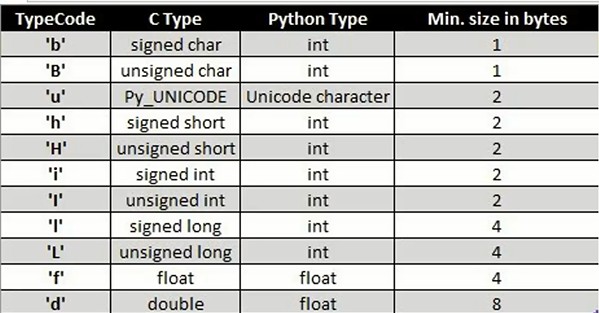 TypeCode C Type Python Type Min. size in bytes
'b' signed char int 1
'B' unsigned char int 1
'u' Py_UNICODE Unicode character 2
'h' signed short int 2
'H' unsigned short int 2
'i' signed int int 2
'I' unsigned int int 2
'l' signed long int 4
'L' unsigned long int 4
'f' float float 4
'd' double float 8